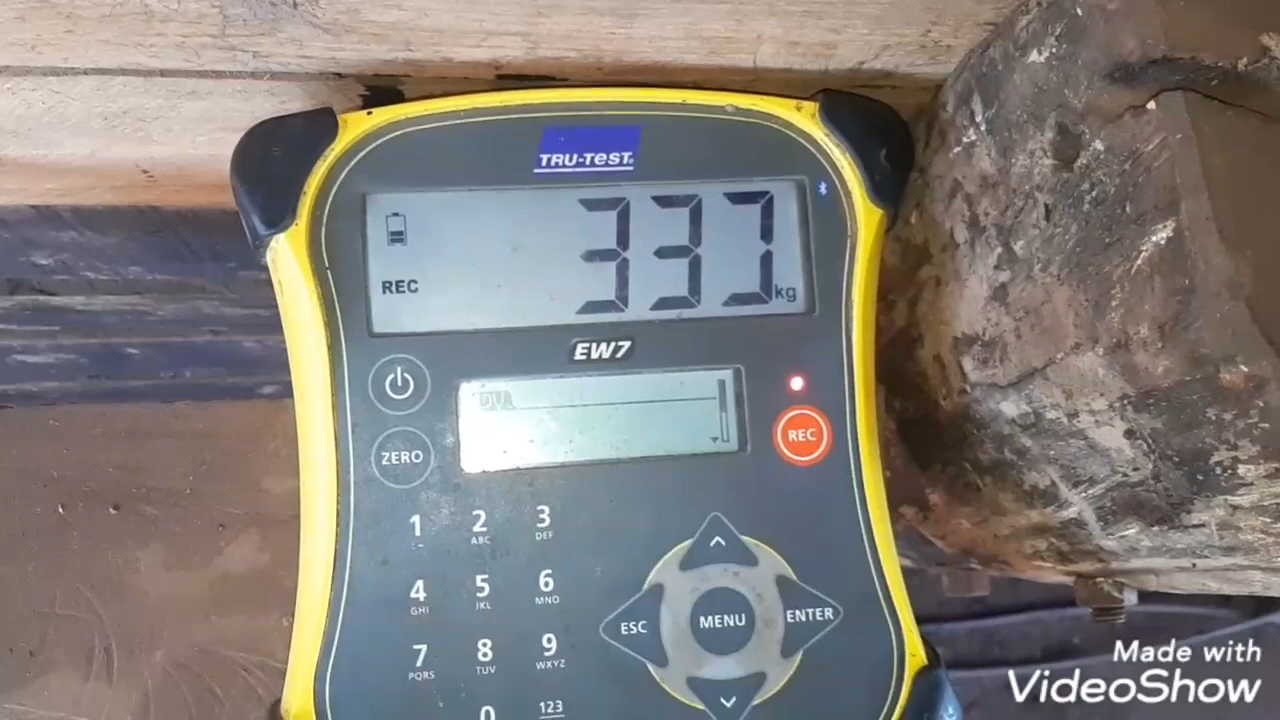 TRU-TEST
REC
kg
EW7
ZERO
REC
1 2 3
ABC DEF
4 5 6
GHI JKL MNO
7 8 9
PQRS TUV WXYZ
0 123
ESC MENU ENTER
Made with
VideoShow